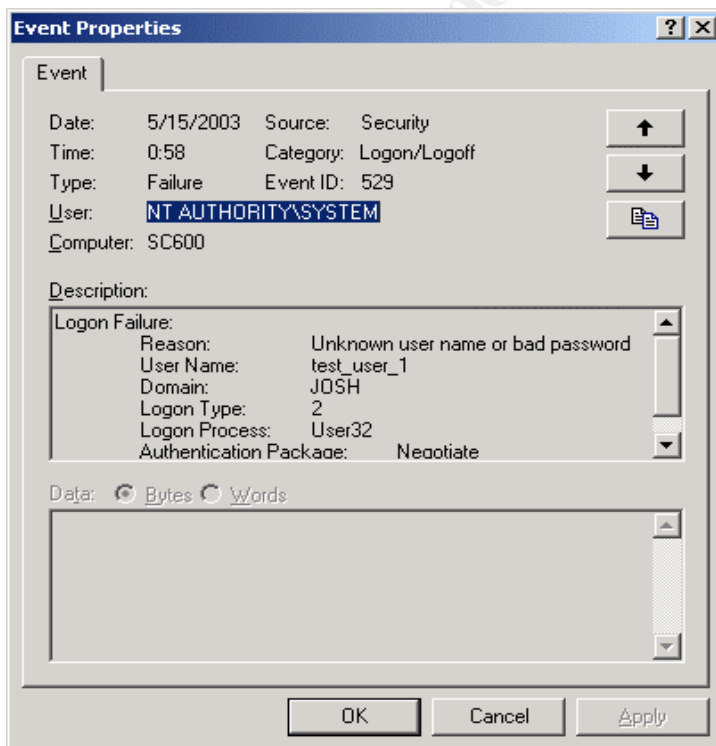 Event Properties
Event
Date: 5/15/2003 Source: Security
Time: 0:58 Category: Logon/Logoff
Type: Failure Event ID: 529
User: NT AUTHORITY\SYSTEM
Computer: SC600
Description:
Logon Failure:
Reason: Unknown user name or bad password
User Name: test_user_1
Domain: JOSH
Logon Type: 2
Logon Process: User32
Authentication Package: Negotiate
Data: Bytes Words
OK Cancel Apply